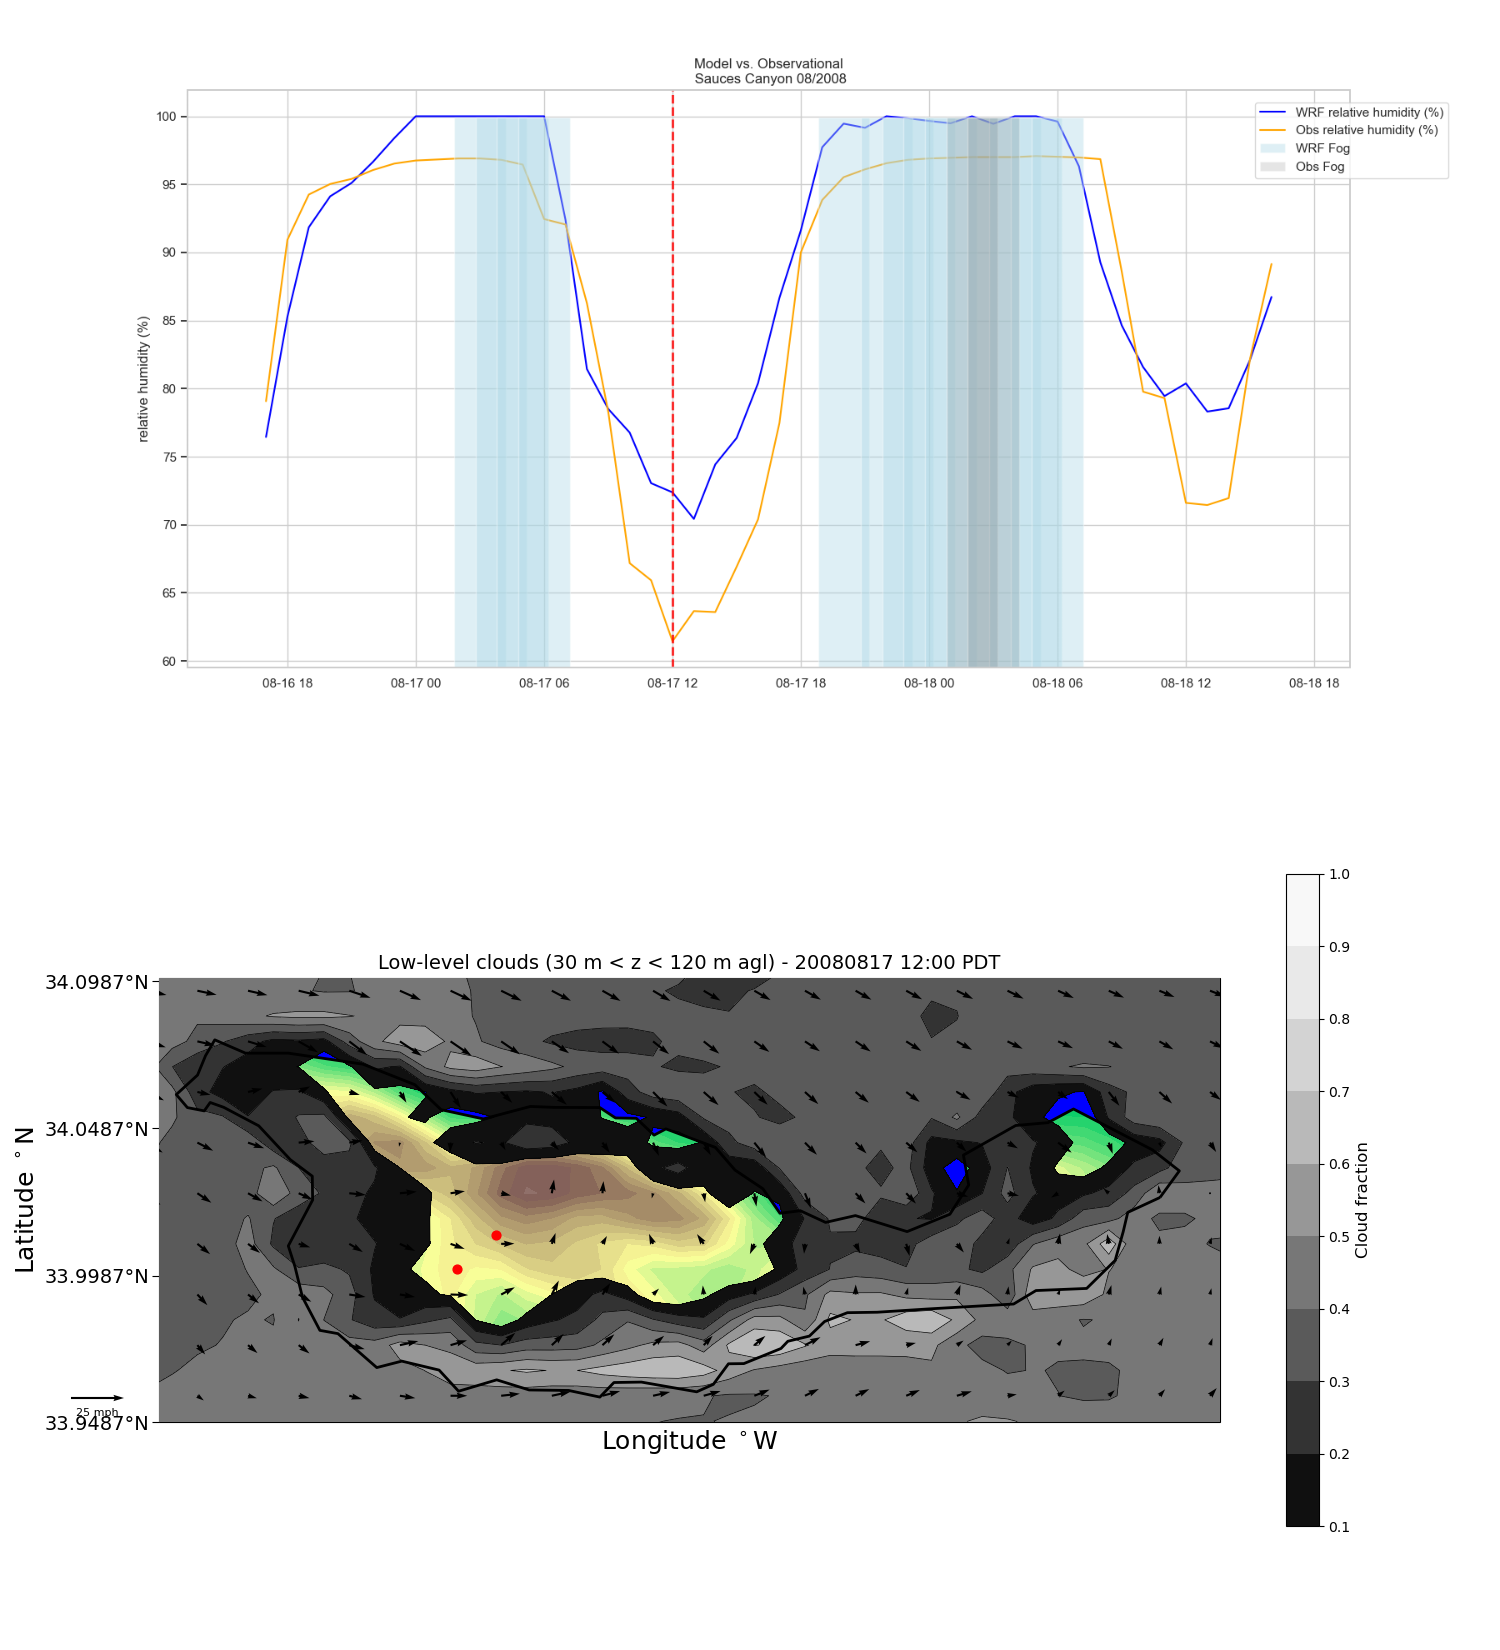 Model vs. Observational
Sauces Canyon 08/2008
100
95
90
85
80
75
70
65
60
relative humidity (%)
WRF relative humidity (%)
Obs relative humidity (%)
WRF Fog
Obs Fog
08-16 18
08-17 00
08-17 06
08-17 12
08-17 18
08-18 00
08-18 06
08-18 12
08-18 18
Low-level clouds (30 m < z < 120 m agl) - 20080817 12:00 PDT
34.0987°N
34.0487°N
33.9987°N
33.9487°N
Latitude °N
25 mph
Longitude °W
1.0
0.9
0.8
0.7
0.6
0.5
0.4
0.3
0.2
0.1
Cloud fraction